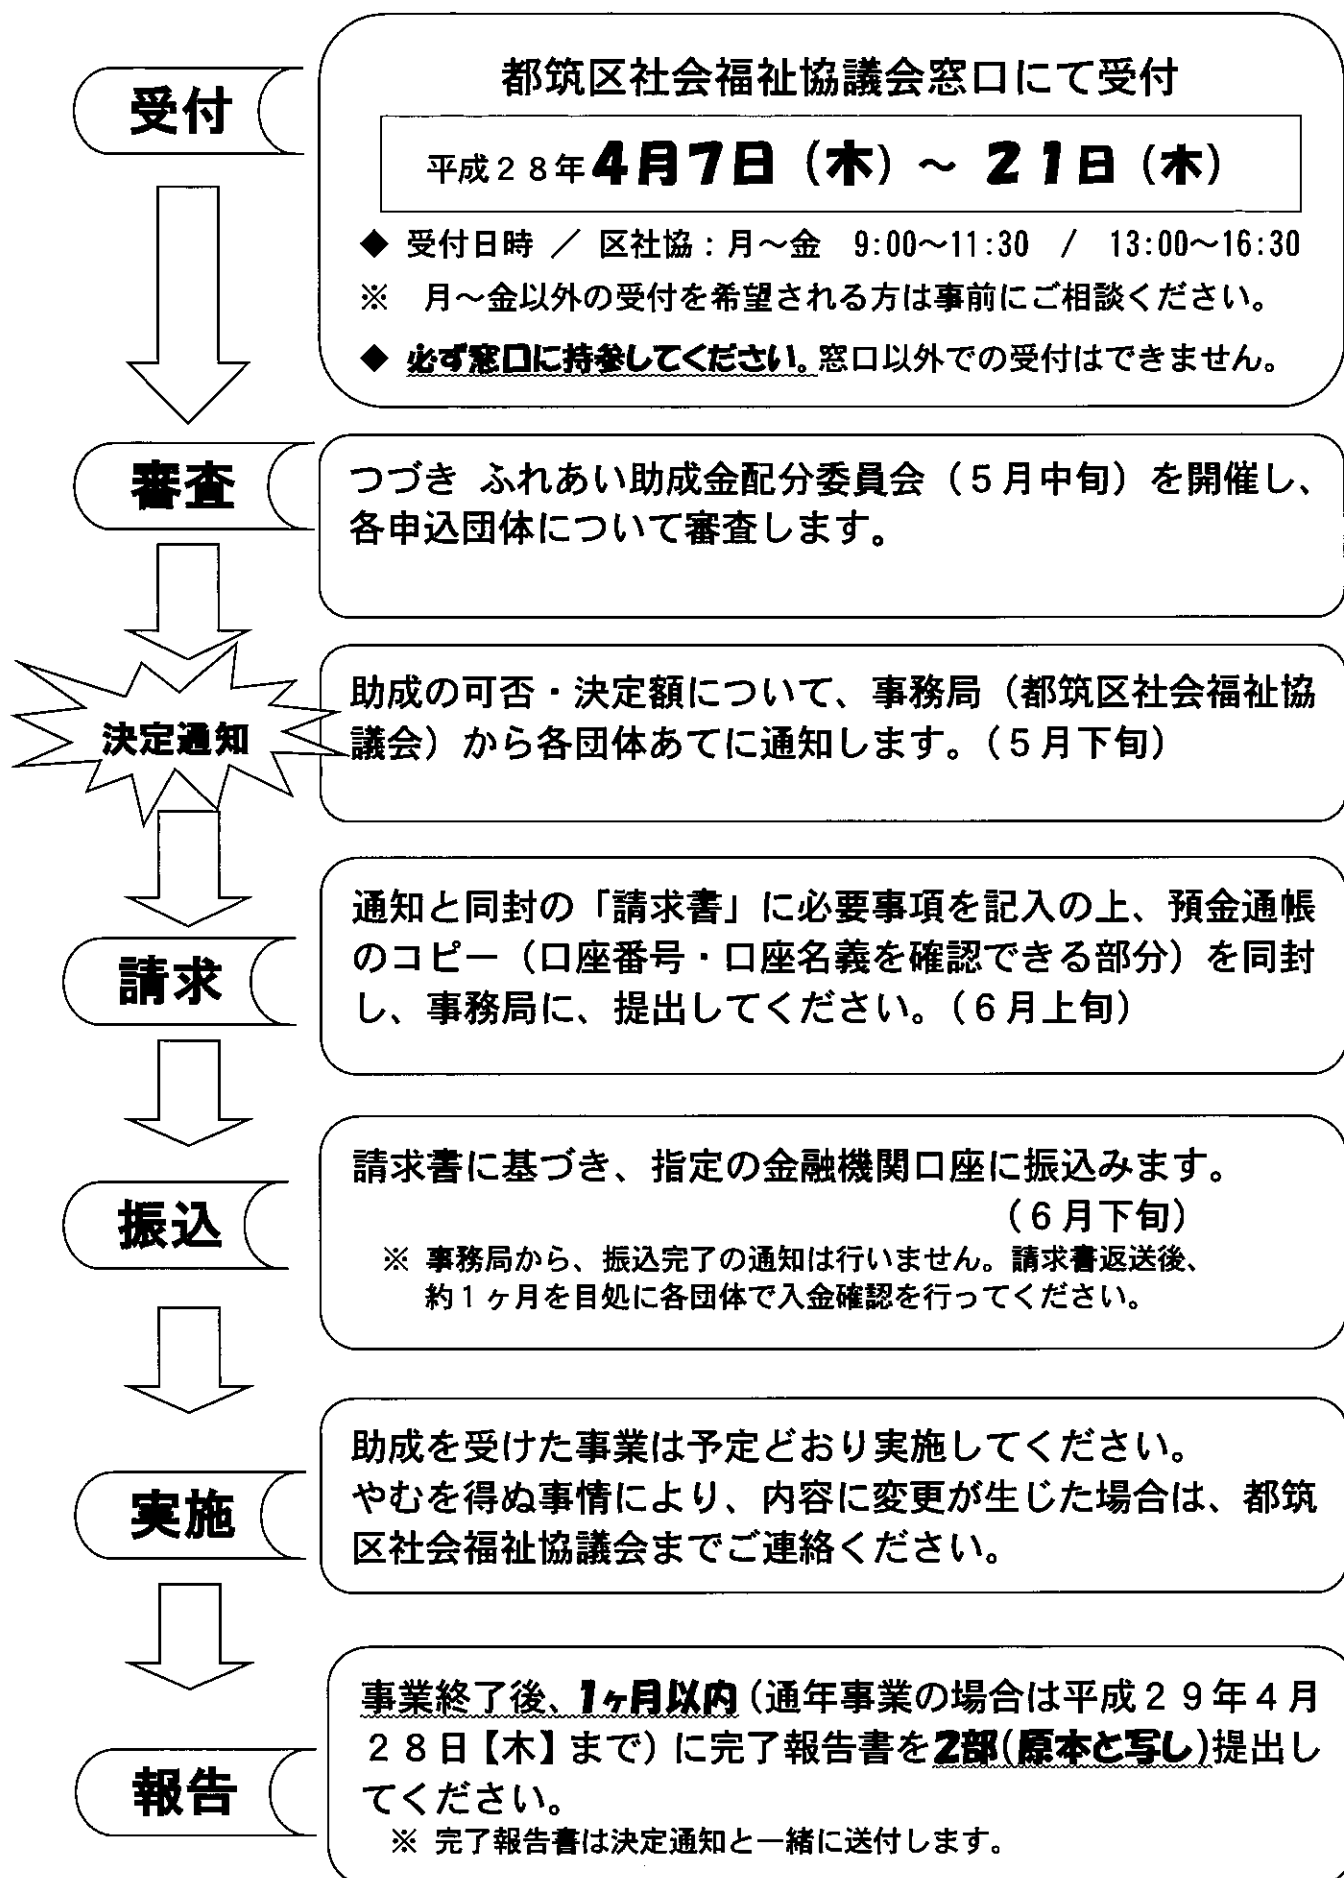 受付
都筑区社会福祉協議会窓口にて受付
平成28年4月7日（木）～21日（木）
◆ 受付日時 ／ 区社協：月～金 9:00～11:30 / 13:00～16:30
※ 月～金以外の受付を希望される方は事前にご相談ください。
◆ 必ず窓口に持参してください。窓口以外での受付はできません。
審査
つづき ふれあい助成金配分委員会（５月中旬）を開催し、
各申込団体について審査します。
決定通知
助成の可否・決定額について、事務局（都筑区社会福祉協
議会）から各団体あてに通知します。（５月下旬）
請求
通知と同封の「請求書」に必要事項を記入の上、預金通帳
のコピー（口座番号・口座名義を確認できる部分）を同封
し、事務局に、提出してください。（６月上旬）
振込
請求書に基づき、指定の金融機関口座に振込みます。
（６月下旬）
※ 事務局から、振込完了の通知は行いません。請求書返送後、
約１ヶ月を目処に各団体で入金確認を行ってください。
実施
助成を受けた事業は予定どおり実施してください。
やむを得ぬ事情により、内容に変更が生じた場合は、都筑
区社会福祉協議会までご連絡ください。
報告
事業終了後、1ヶ月以内（通年事業の場合は平成２９年４月
２８日【木】まで）に完了報告書を2部(原本と写し)提出し
てください。
※ 完了報告書は決定通知と一緒に送付します。